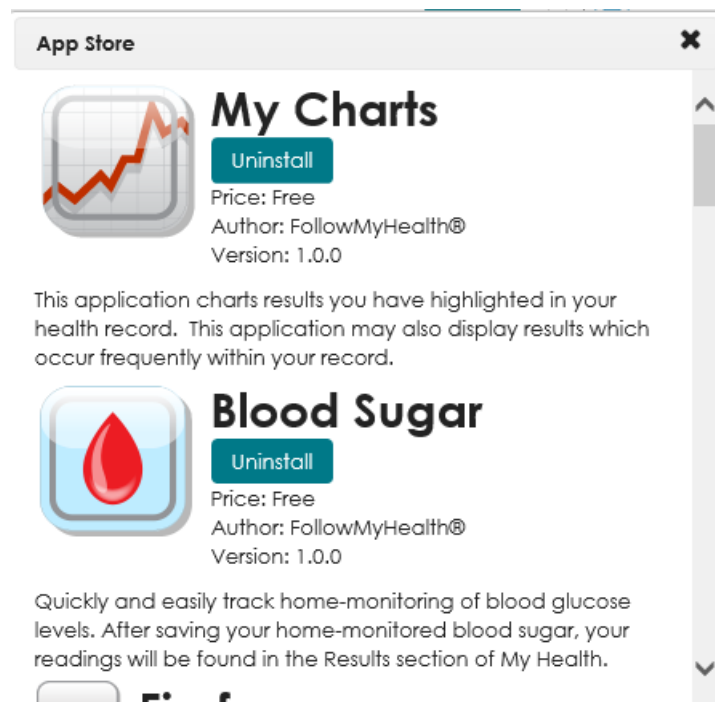 App Store
My Charts
Uninstall
Price: Free
Author: FollowMyHealth®
Version: 1.0.0
This application charts results you have highlighted in your
health record.  This application may also display results which
occur frequently within your record.
Blood Sugar
Uninstall
Price: Free
Author: FollowMyHealth®
Version: 1.0.0
Quickly and easily track home-monitoring of blood glucose
levels. After saving your home-monitored blood sugar, your
readings will be found in the Results section of My Health.